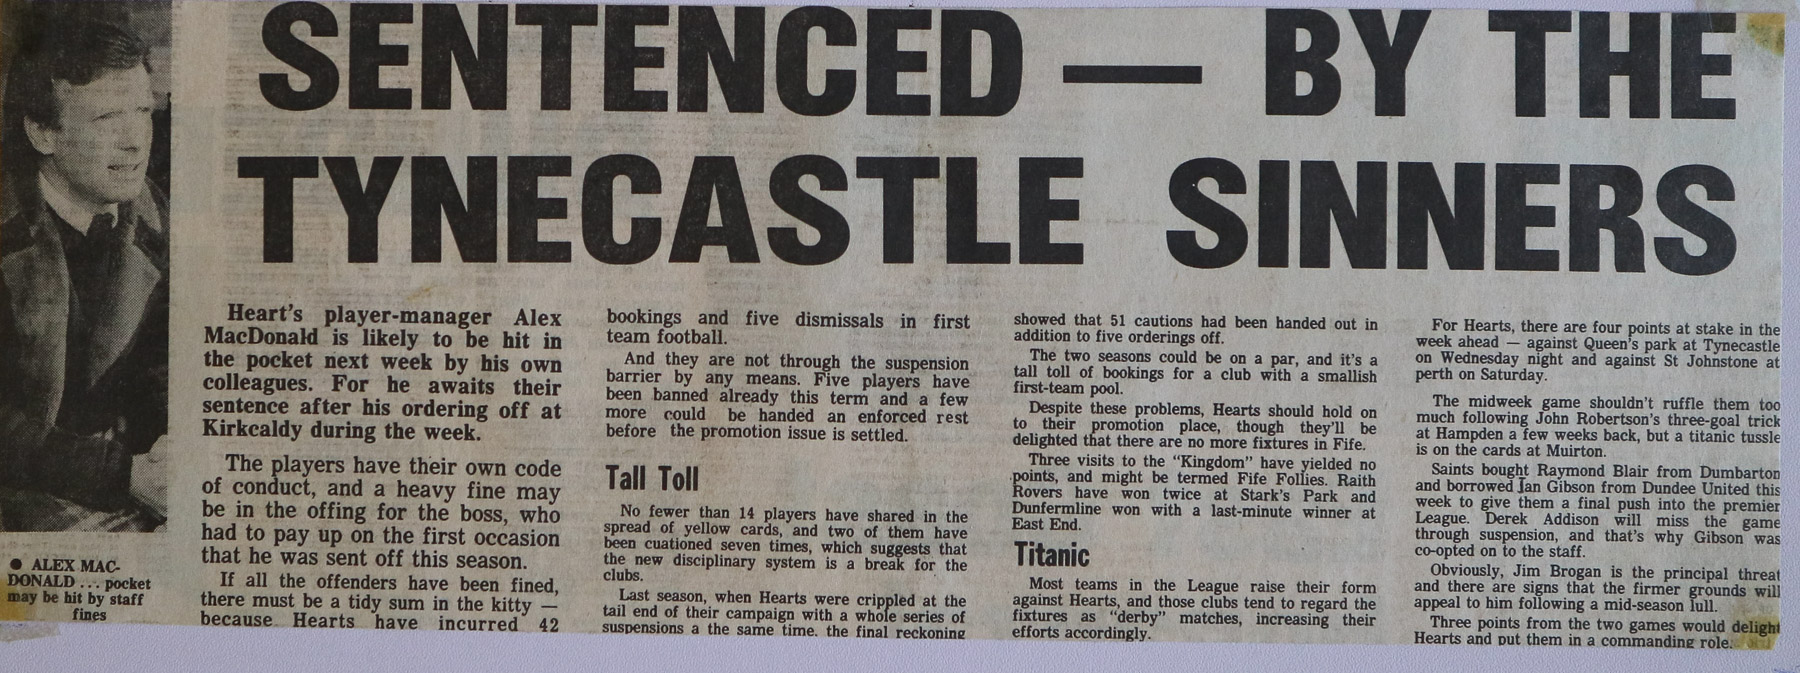 SENTENCED — BY THE
TYNECASTLE SINNERS
● ALEX MAC-
DONALD ... pocket
may be hit by staff
fines
Heart's player-manager Alex
MacDonald is likely to be hit in
the pocket next week by his own
colleagues. For he awaits their
sentence after his ordering off at
Kirkcaldy during the week.
The players have their own code
of conduct, and a heavy fine may
be in the offing for the boss, who
had to pay up on the first occasion
that he was sent off this season.
If all the offenders have been fined,
there must be a tidy sum in the kitty —
because Hearts have incurred 42
bookings and five dismissals in first
team football.
And they are not through the suspension
barrier by any means. Five players have
been banned already this term and a few
more could be handed an enforced rest
before the promotion issue is settled.
Tall Toll
No fewer than 14 players have shared in the
spread of yellow cards, and two of them have
been cuationed seven times, which suggests that
the new disciplinary system is a break for the
clubs.
Last season, when Hearts were crippled at the
tail end of their campaign with a whole series of
suspensions a the same time, the final reckoning
showed that 51 cautions had been handed out in
addition to five orderings off.
The two seasons could be on a par, and it's a
tall toll of bookings for a club with a smallish
first-team pool.
Despite these problems, Hearts should hold on
to their promotion place, though they'll be
delighted that there are no more fixtures in Fife.
Three visits to the "Kingdom" have yielded no
points, and might be termed Fife Follies. Raith
Rovers have won twice at Stark's Park and
Dunfermline won with a last-minute winner at
East End.
Titanic
Most teams in the League raise their form
against Hearts, and those clubs tend to regard the
fixtures as "derby" matches, increasing their
efforts accordingly.
For Hearts, there are four points at stake in the
week ahead — against Queen's park at Tynecastle
on Wednesday night and against St Johnstone at
perth on Saturday.
The midweek game shouldn't ruffle them too
much following John Robertson's three-goal trick
at Hampden a few weeks back, but a titanic tussle
is on the cards at Muirton.
Saints bought Raymond Blair from Dumbarton
and borrowed Ian Gibson from Dundee United this
week to give them a final push into the premier
League. Derek Addison will miss the game
through suspension, and that's why Gibson was
co-opted on to the staff.
Obviously, Jim Brogan is the principal threat
and there are signs that the firmer grounds will
appeal to him following a mid-season lull.
Three points from the two games would delight
Hearts and put them in a commanding role.